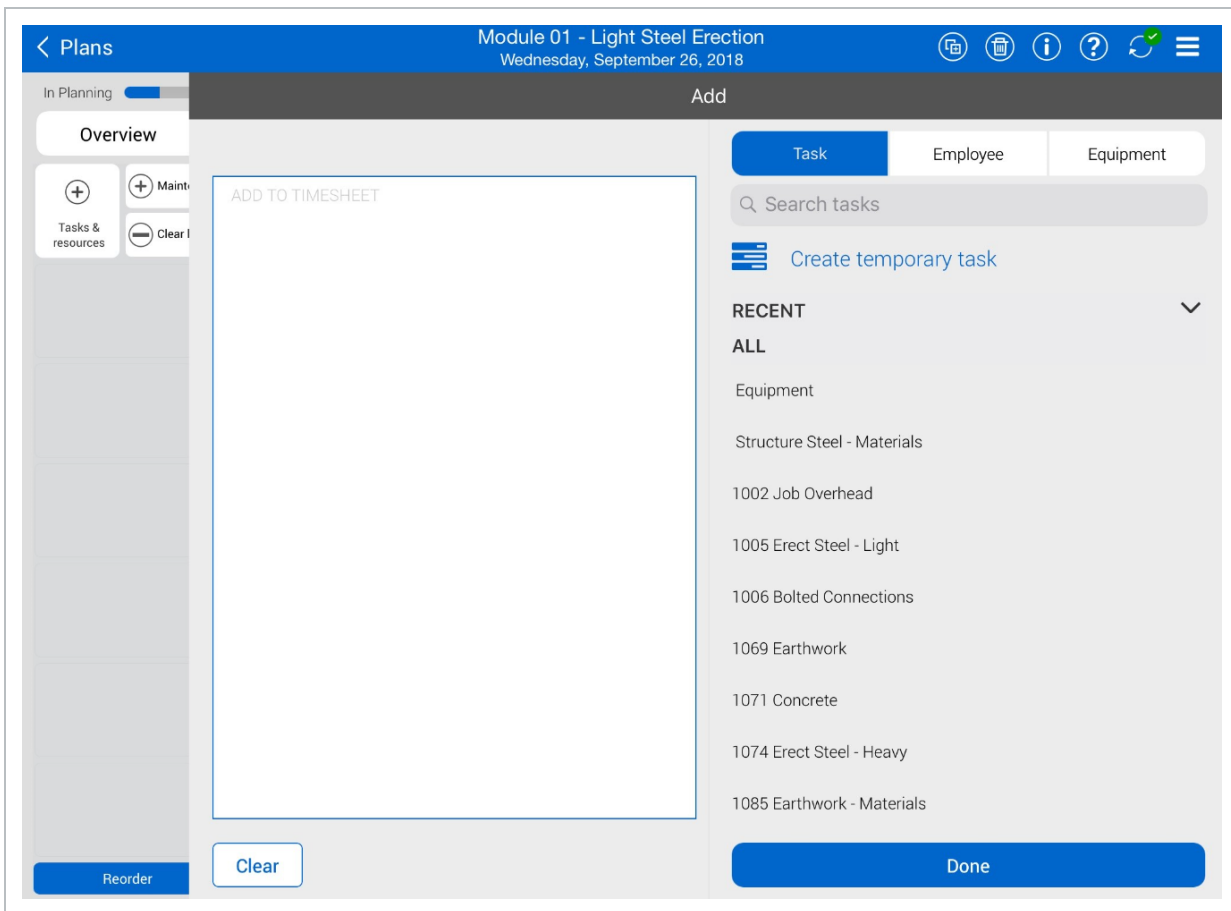 Plans
Module 01 - Light Steel Erection
Wednesday, September 26, 2018
In Planning
Add
Overview
Task
Employee
Equipment
Tasks &
resources
Clear
ADD TO TIMESHEET
Search tasks
Create temporary task
RECENT
ALL
Equipment
Structure Steel - Materials
1002 Job Overhead
1005 Erect Steel - Light
1006 Bolted Connections
1069 Earthwork
1071 Concrete
1074 Erect Steel - Heavy
1085 Earthwork - Materials
Reorder
Clear
Done